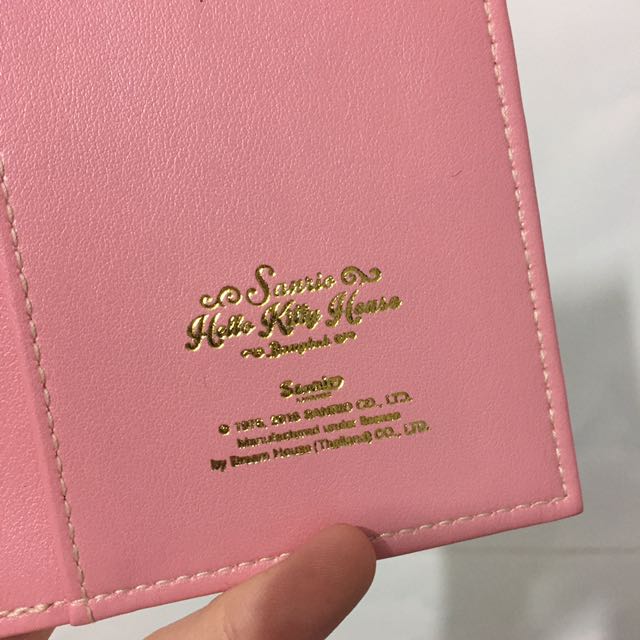 Sanrio
Hello Kitty House
Bangkok
Sanrio
© 1976, 2016 SANRIO CO., LTD.
Manufactured under license
by Dream House (Thailand) CO., LTD.